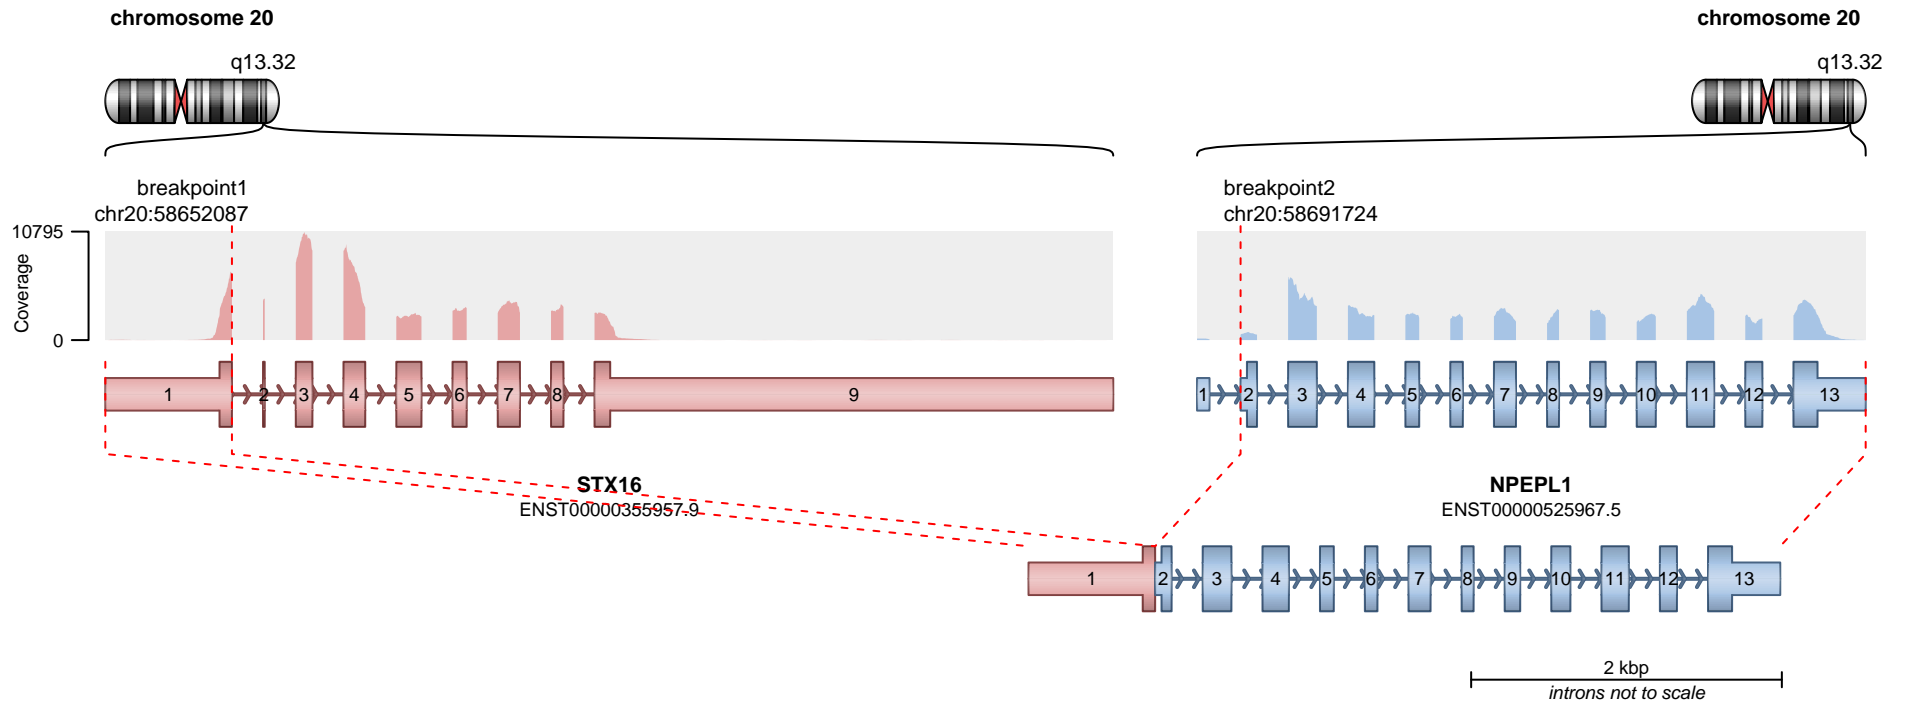 chromosome 20
chromosome 20
q13.32
q13.32
breakpoint1
chr20:58652087
breakpoint2
chr20:58691724
10795
Coverage
0
1 2 3 4 5 6 7 8 9
1 2 3 4 5 6 7 8 9 10 11 12 13
STX16
ENST00000355957.9
NPEPL1
ENST00000525967.5
1 2 3 4 5 6 7 8 9 10 11 12 13
2 kbp
introns not to scale